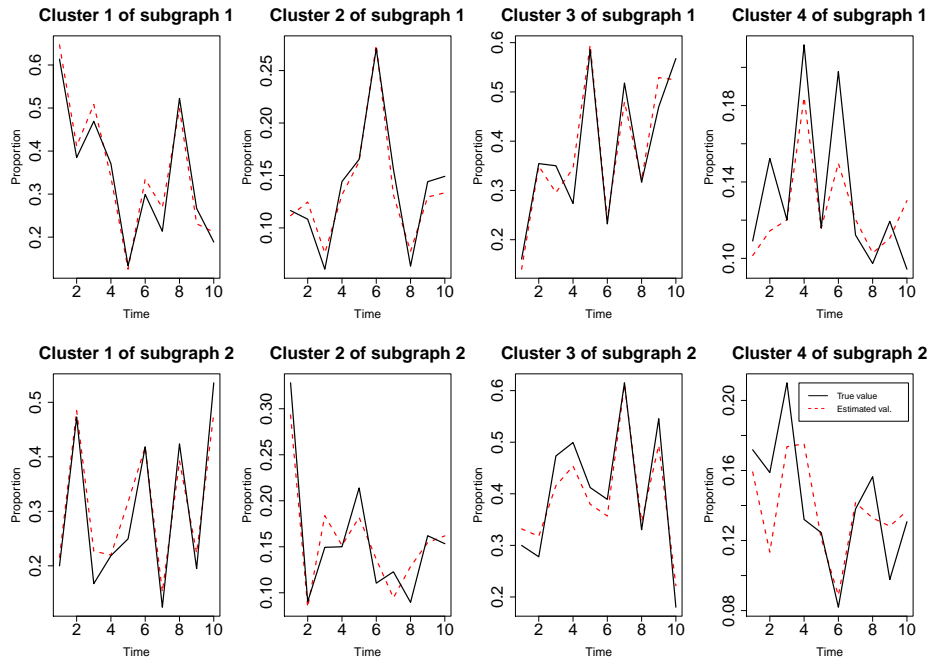 Cluster 1 of subgraph 1
Proportion
0.2 0.3 0.4 0.5 0.6
2 4 6 8 10
Time
Cluster 2 of subgraph 1
Proportion
0.10 0.15 0.20 0.25
2 4 6 8 10
Time
Cluster 3 of subgraph 1
Proportion
0.2 0.3 0.4 0.5 0.6
2 4 6 8 10
Time
Cluster 4 of subgraph 1
Proportion
0.10 0.12 0.14 0.18
2 4 6 8 10
Time
Cluster 1 of subgraph 2
Proportion
0.2 0.3 0.4 0.5
2 4 6 8 10
Time
Cluster 2 of subgraph 2
Proportion
0.10 0.15 0.20 0.25 0.30
2 4 6 8 10
Time
Cluster 3 of subgraph 2
Proportion
0.2 0.3 0.4 0.5 0.6
2 4 6 8 10
Time
Cluster 4 of subgraph 2
Proportion
0.08 0.12 0.16 0.20
2 4 6 8 10
Time
True value
Estimated val.